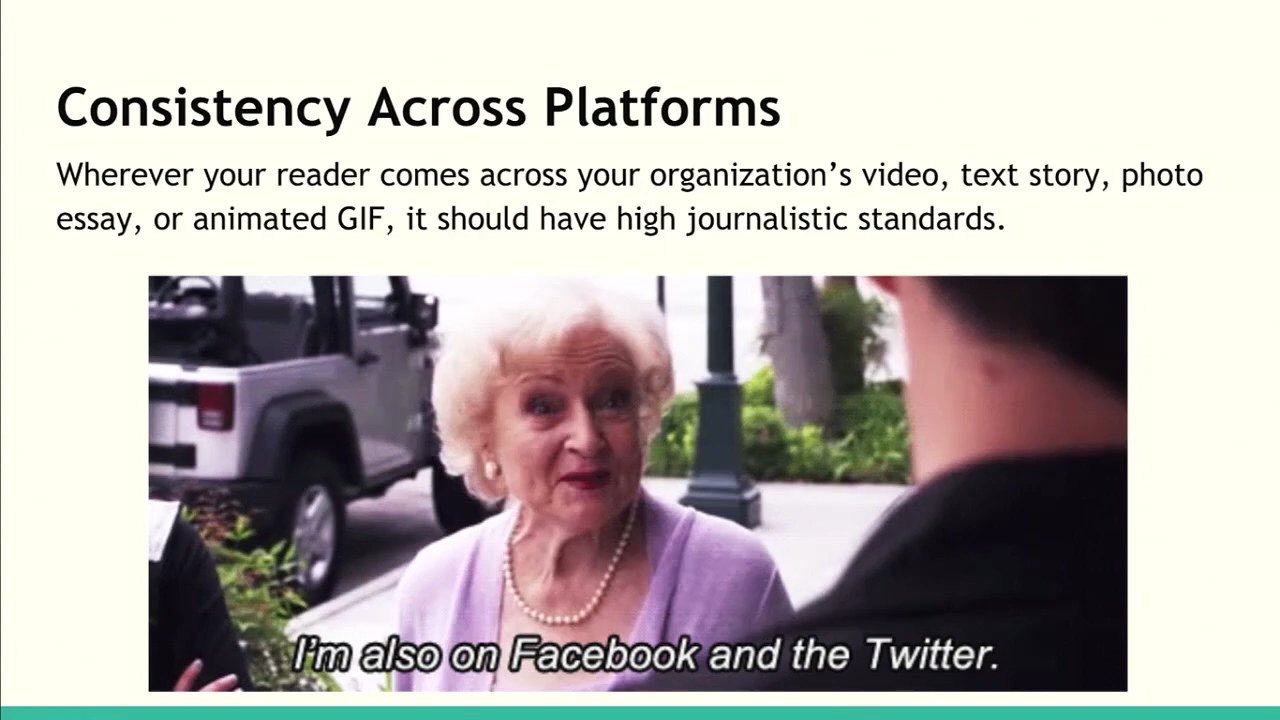 Consistency Across Platforms
Wherever your reader comes across your organization’s video, text story, photo
essay, or animated GIF, it should have high journalistic standards.
I'm also on Facebook and the Twitter.